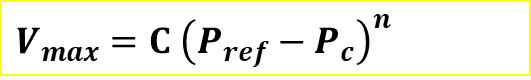 V_max = C (P_ref − P_c)^n